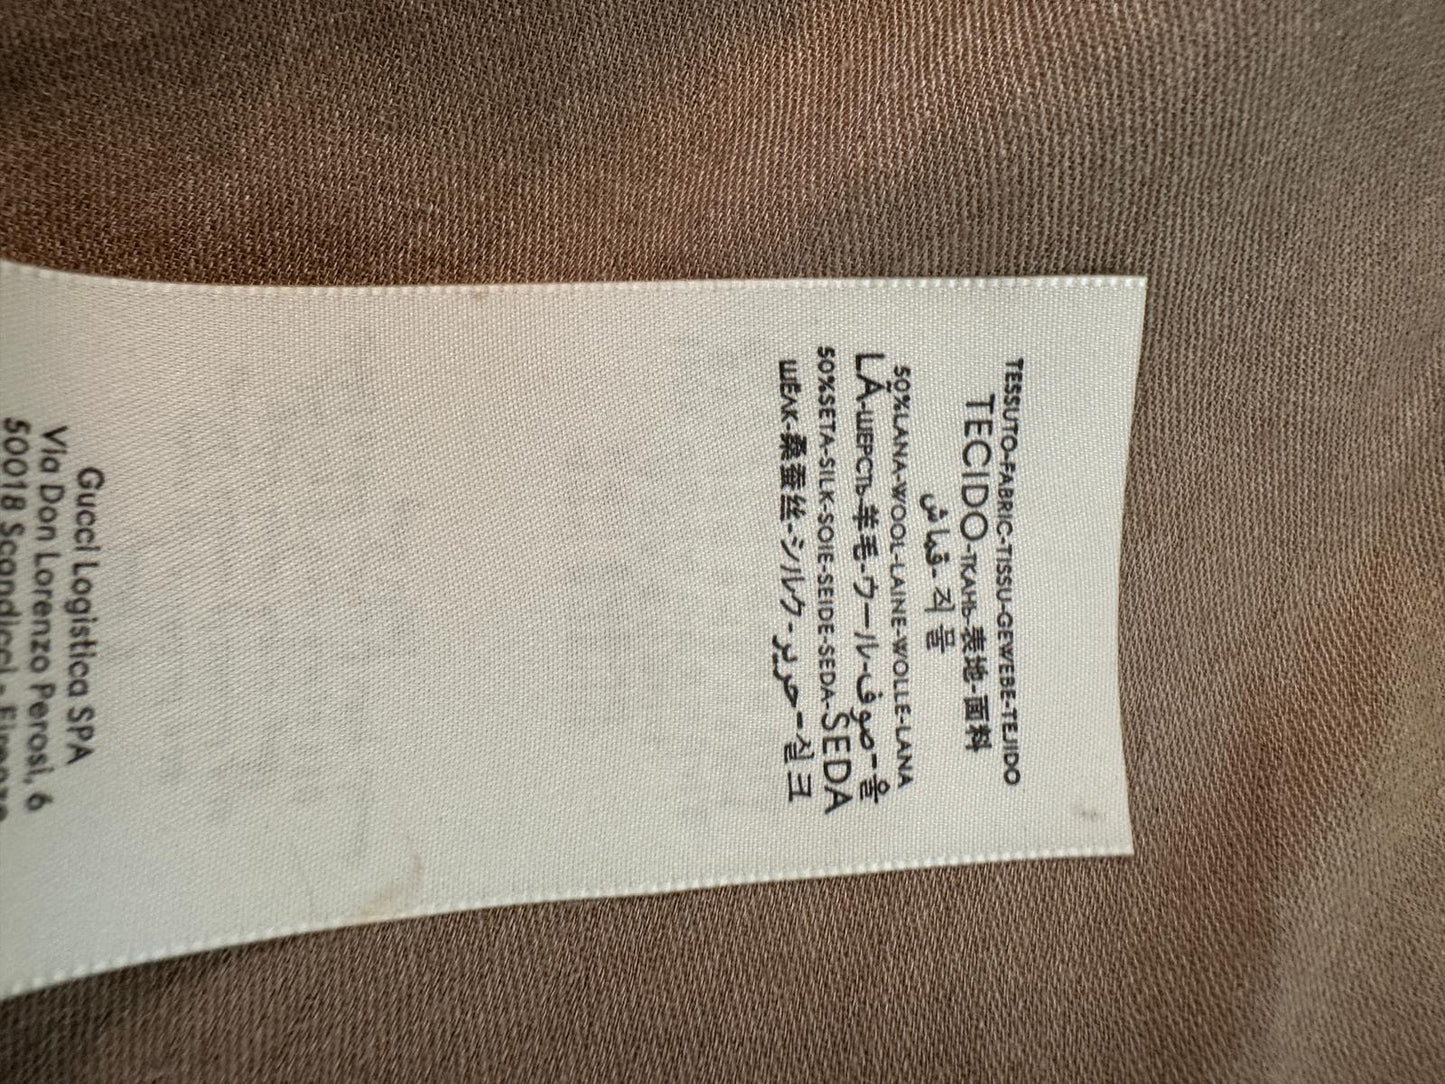 TESSUTO-FABRIC-TISSU-GEWEBE-TEJIDO
TECIDO-ТКАНЬ-表地-面料
قماش-직물
50%LANA-WOOL-LAINE-WOLLE-LANA
LÃ-ШЕРСТЬ-羊毛-ウール-صوف-울
50%SETA-SILK-SOIE-SEIDE-SEDA-SEDA
ШЁЛК-桑蚕丝-シルク-حرير-실크
Gucci Logistica SPA
Via Don Lorenzo Perosi, 6
50018 Scandicci - Firenze